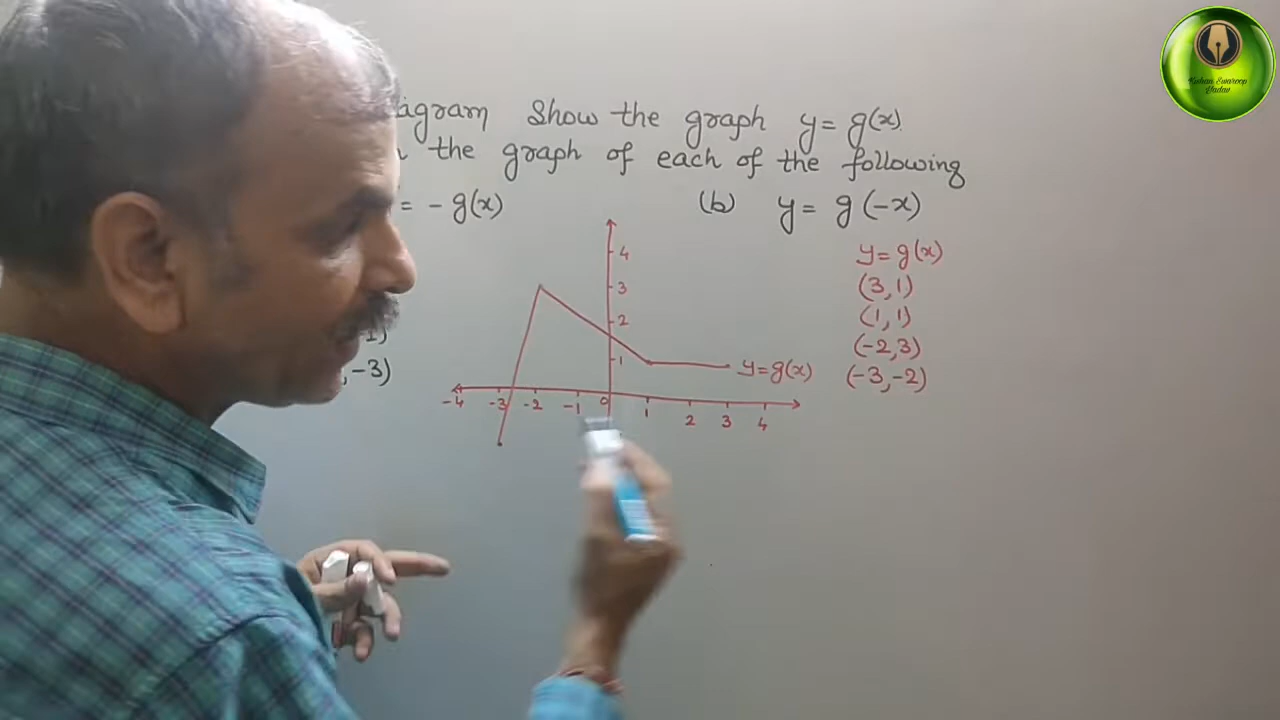 agram Show the graph y = g(x).
the graph of each of the following
= - g(x) (b) y = g(-x)
y = g(x)
(3, 1)
(1, 1)
(-2, 3)
(-3, -2)
1)
, -3)
4
3
2
1
y = g(x)
-4 -3 -2 -1 0 1 2 3 4
Kishan Swaroop
Yadav